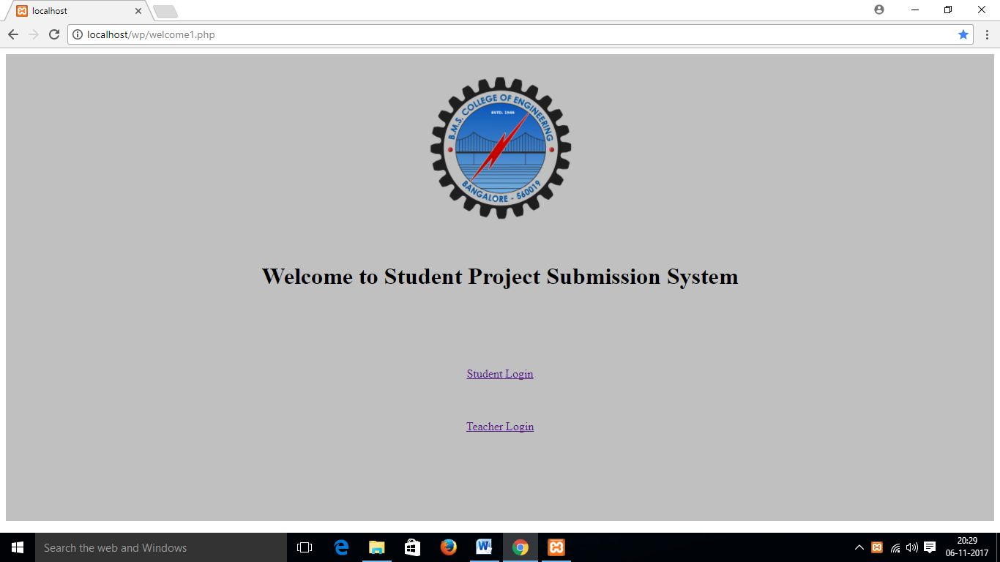 localhost
localhost/wp/welcome1.php
B.M.S. COLLEGE OF ENGINEERING
ESTD. 1946
BANGALORE - 560019
Welcome to Student Project Submission System
Student Login
Teacher Login
Search the web and Windows
20:29
06-11-2017